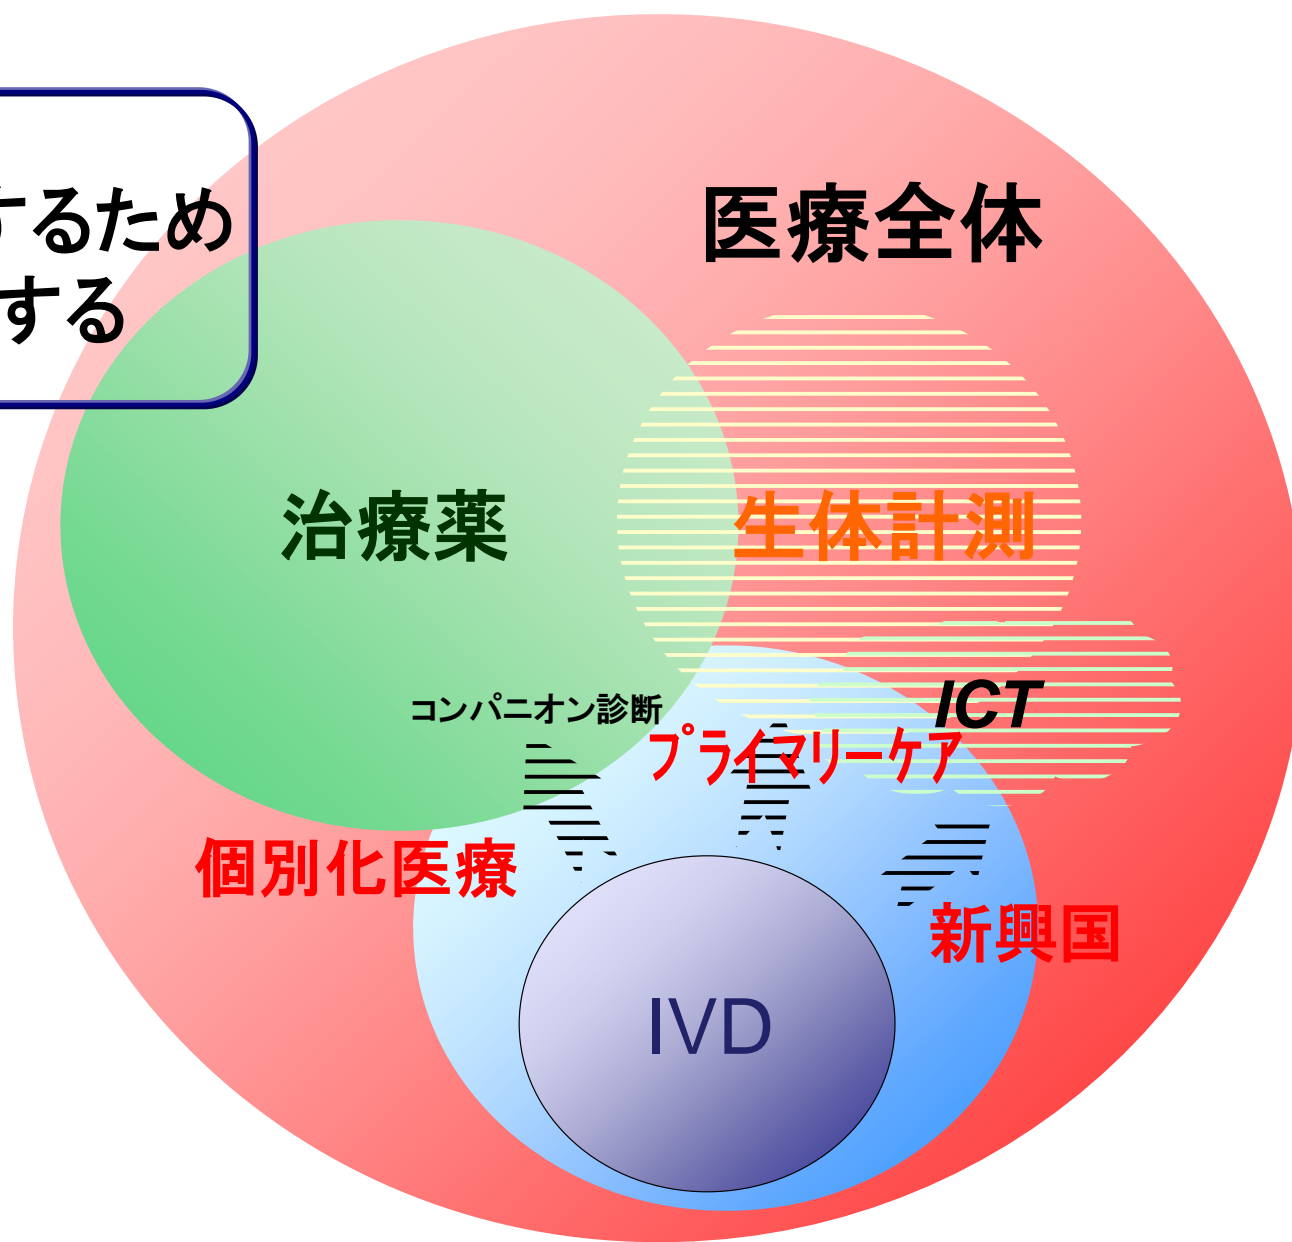 するため
する
医療全体
治療薬
生体計測
コンパニオン診断
ICT
プライマリーケア
個別化医療
新興国
IVD